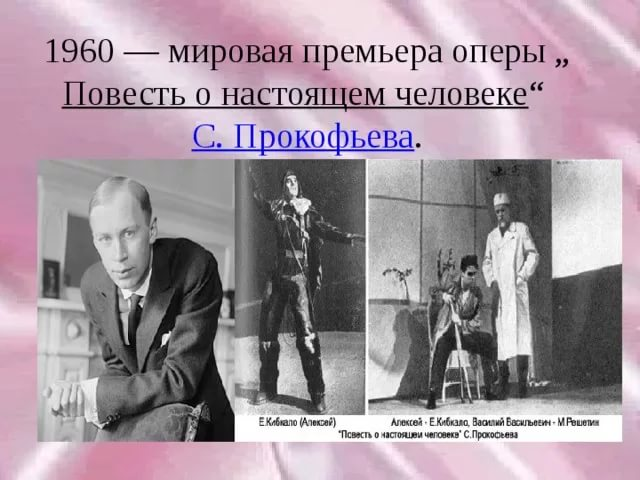 1960 — мировая премьера оперы „
Повесть о настоящем человеке“
С. Прокофьева.
Е.Кибкало (Алексей)
Алексей - Е.Кибкало, Василий Васильевич - М.Решетин
"Повесть о настоящем человеке" С.Прокофьева